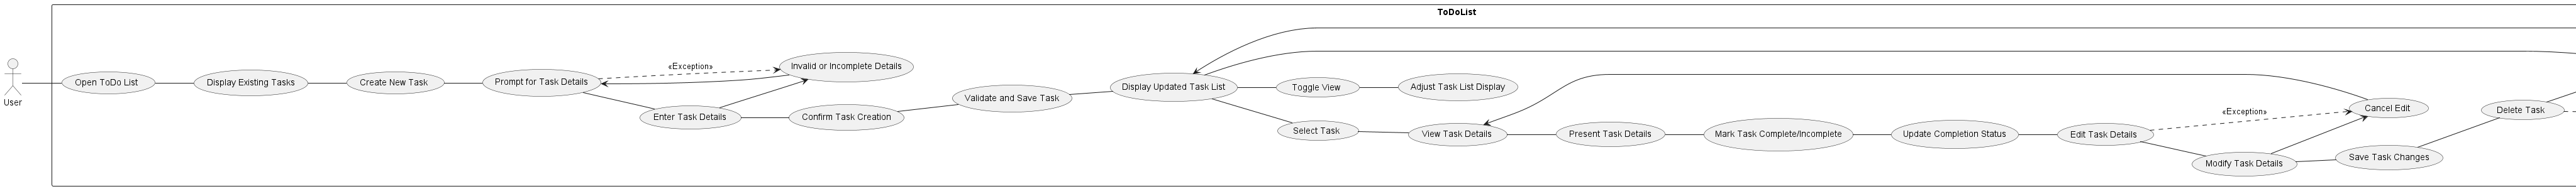 ToDoList
User
Open ToDo List
Display Existing Tasks
Create New Task
Prompt for Task Details
«Exception»
Invalid or Incomplete Details
Enter Task Details
Confirm Task Creation
Validate and Save Task
Display Updated Task List
Toggle View
Adjust Task List Display
Select Task
View Task Details
Present Task Details
Mark Task Complete/Incomplete
Update Completion Status
Edit Task Details
«Exception»
Cancel Edit
Modify Task Details
Save Task Changes
Delete Task